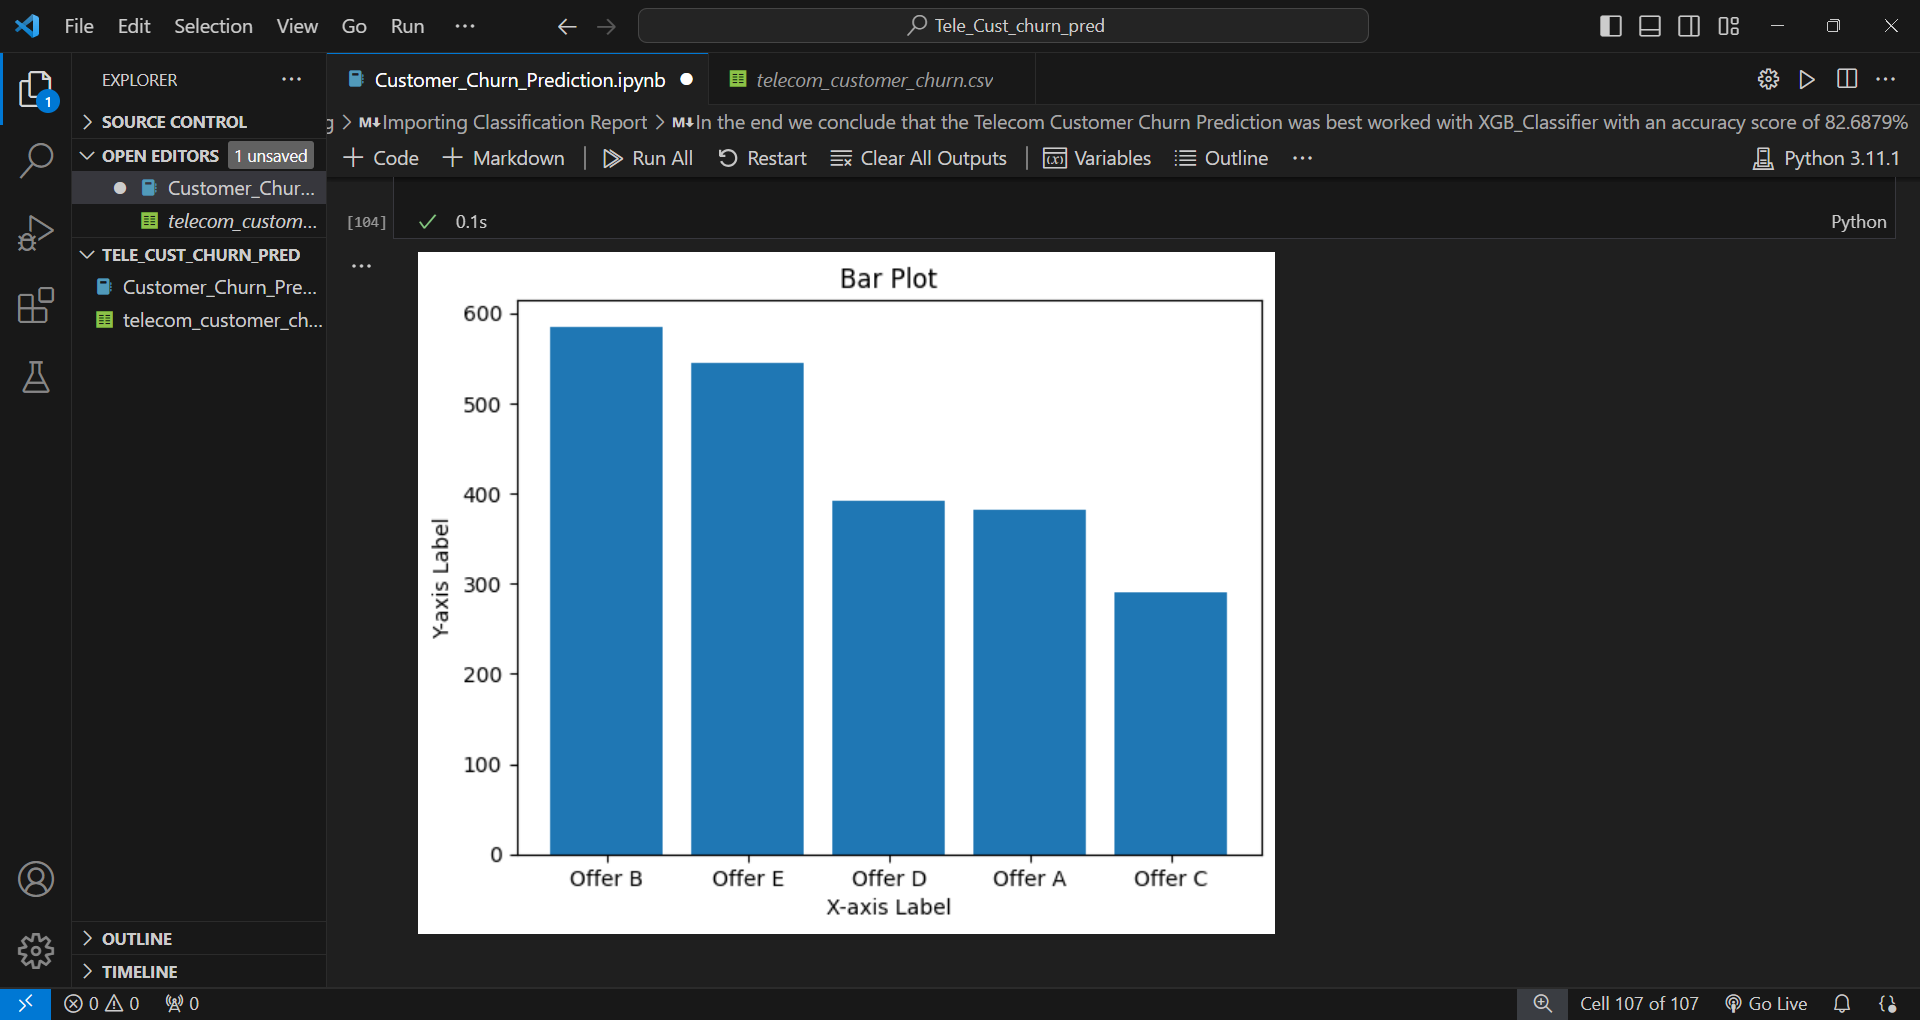 File Edit Selection View Go Run ··· Tele_Cust_churn_pred
EXPLORER ···
1
SOURCE CONTROL
OPEN EDITORS 1 unsaved
Customer_Chur...
telecom_custom...
TELE_CUST_CHURN_PRED
Customer_Churn_Pre...
telecom_customer_ch...
OUTLINE
TIMELINE
Customer_Churn_Prediction.ipynb telecom_customer_churn.csv
g > M↓Importing Classification Report > M↓In the end we conclude that the Telecom Customer Churn Prediction was best worked with XGB_Classifier with an accuracy score of 82.6879%
+ Code + Markdown Run All Restart Clear All Outputs (x) Variables Outline ··· Python 3.11.1
[104] ✓ 0.1s Python
...
Bar Plot
600
500
400
300
200
100
0
Y-axis Label
Offer B Offer E Offer D Offer A Offer C
X-axis Label
0 0 0 Cell 107 of 107 Go Live